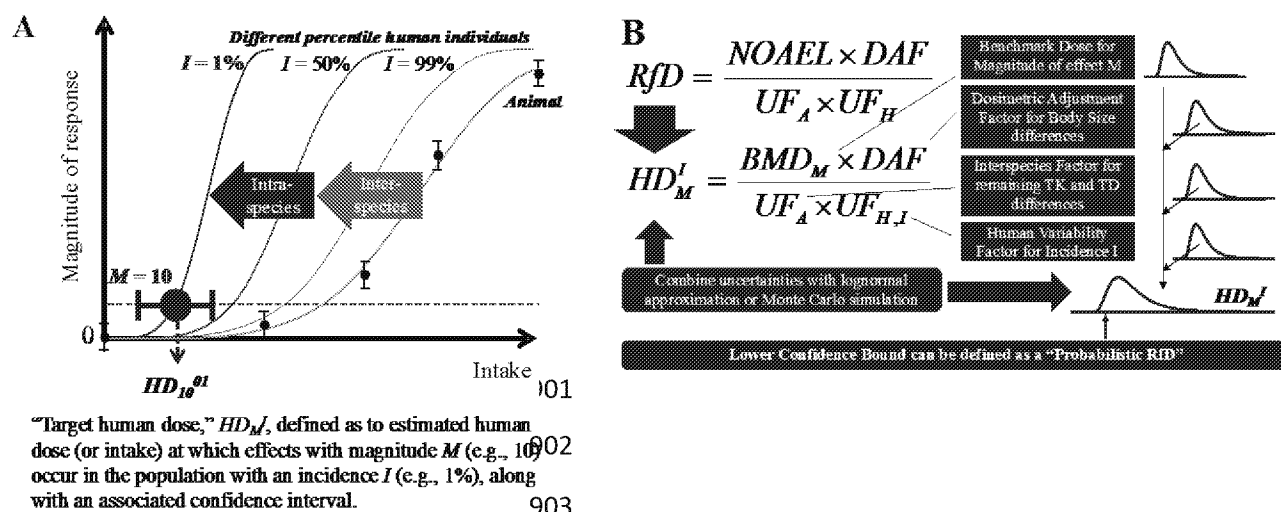 A
Different percentile human individuals
I = 1%
I = 50%
I = 99%
Animal
Magnitude of response
Intra-
species
Inter-
species
M = 10
0
Intake
HD₁₀⁰¹
"Target human dose," HD_M^I, defined as to estimated human
dose (or intake) at which effects with magnitude M (e.g., 10)
occur in the population with an incidence I (e.g., 1%), along
with an associated confidence interval.
901
902
903
B
RfD = NOAEL × DAF
UF_A × UF_H
HD_M^I = BMD_M × DAF
UF_A × UF_H,I
Benchmark Dose for
Magnitude of effect M
Dosimetric Adjustment
Factor for Body Size
differences
Interspecies Factor for
remaining TK and TD
differences
Human Variability
Factor for Incidence I
Combine uncertainties with lognormal
approximation or Monte Carlo simulation
HD_M^I
Lower Confidence Bound can be defined as a "Probabilistic RfD"